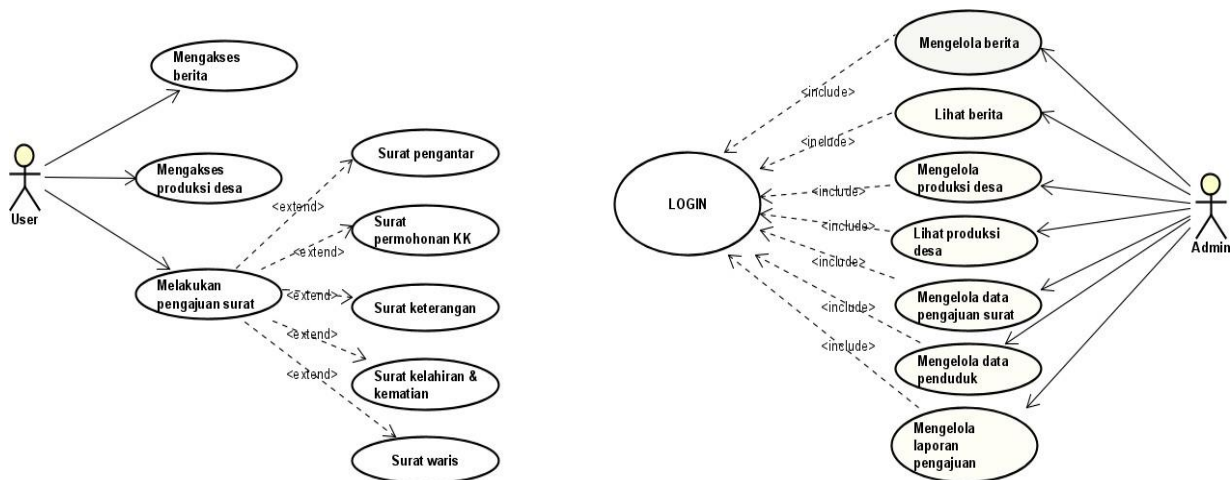 Mengakses
berita
Mengakses
produksi desa
User
Melakukan
pengajuan surat
<extend>
<extend>
<extend>
<extend>
<extend>
Surat pengantar
Surat
permohonan KK
Surat keterangan
Surat kelahiran &
kematian
Surat waris
LOGIN
<include>
<include>
<include>
<include>
<include>
<include>
<include>
Mengelola berita
Lihat berita
Mengelola
produksi desa
Lihat produksi
desa
Mengelola data
pengajuan surat
Mengelola data
penduduk
Mengelola
laporan
pengajuan
Admin